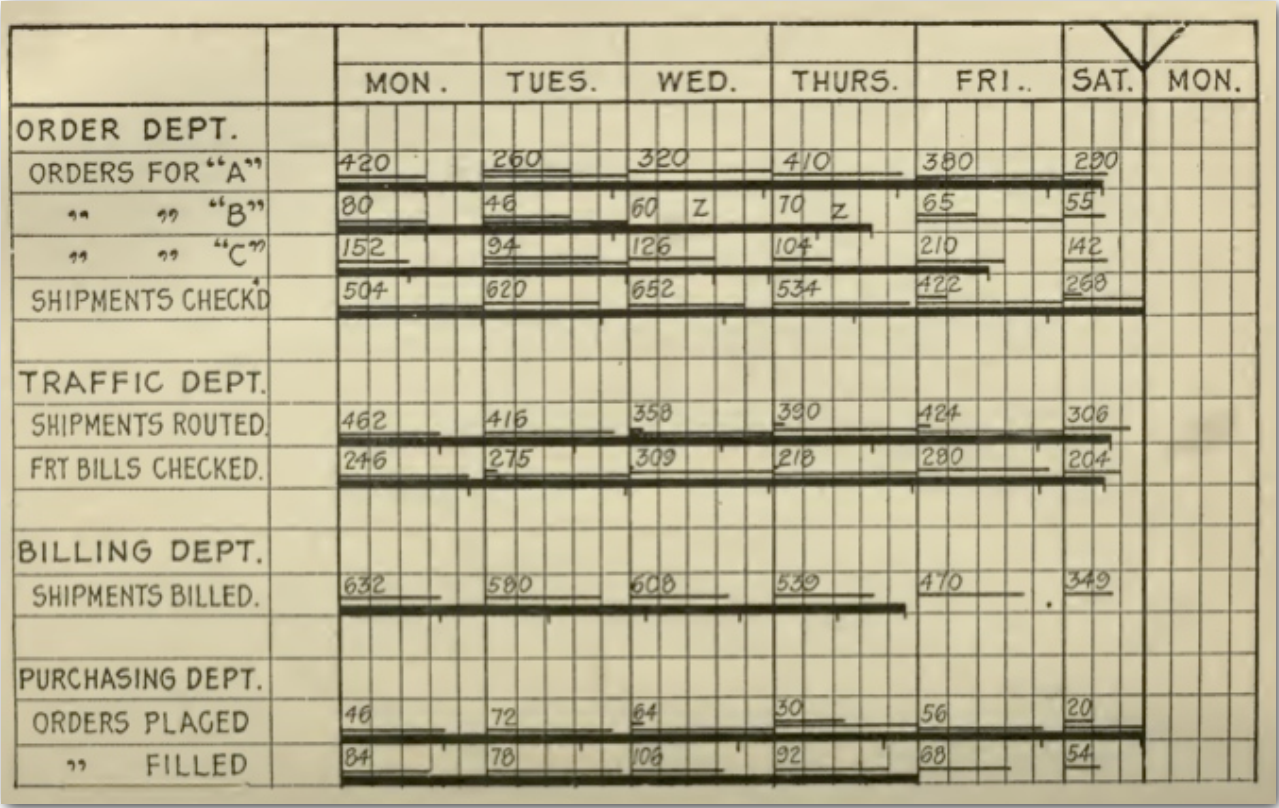 MON. TUES. WED. THURS. FRI.. SAT. MON.
ORDER DEPT.
ORDERS FOR "A" 420 260 320 410 380 290
" " "B" 80 46 60 Z 70 Z 65 55
" " "C" 152 94 126 104 210 142
SHIPMENTS CHECK'D 504 620 652 534 422 268
TRAFFIC DEPT.
SHIPMENTS ROUTED. 462 416 358 390 424 306
FRT BILLS CHECKED. 246 275 309 218 280 204
BILLING DEPT.
SHIPMENTS BILLED. 632 580 608 539 470 349
PURCHASING DEPT.
ORDERS PLACED 46 72 64 30 56 20
" FILLED 84 78 106 92 68 54